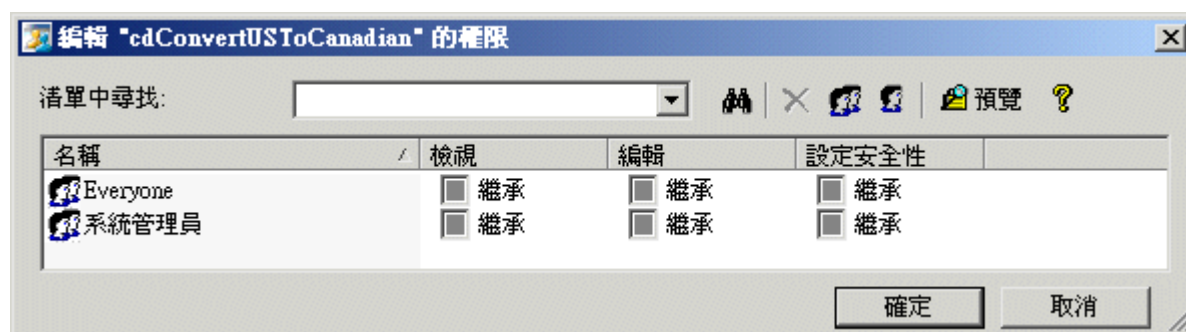 編輯 "cdConvertUSToCanadian" 的權限
清單中尋找:
預覽
名稱 檢視 編輯 設定安全性
Everyone 繼承 繼承 繼承
系統管理員 繼承 繼承 繼承
確定 取消